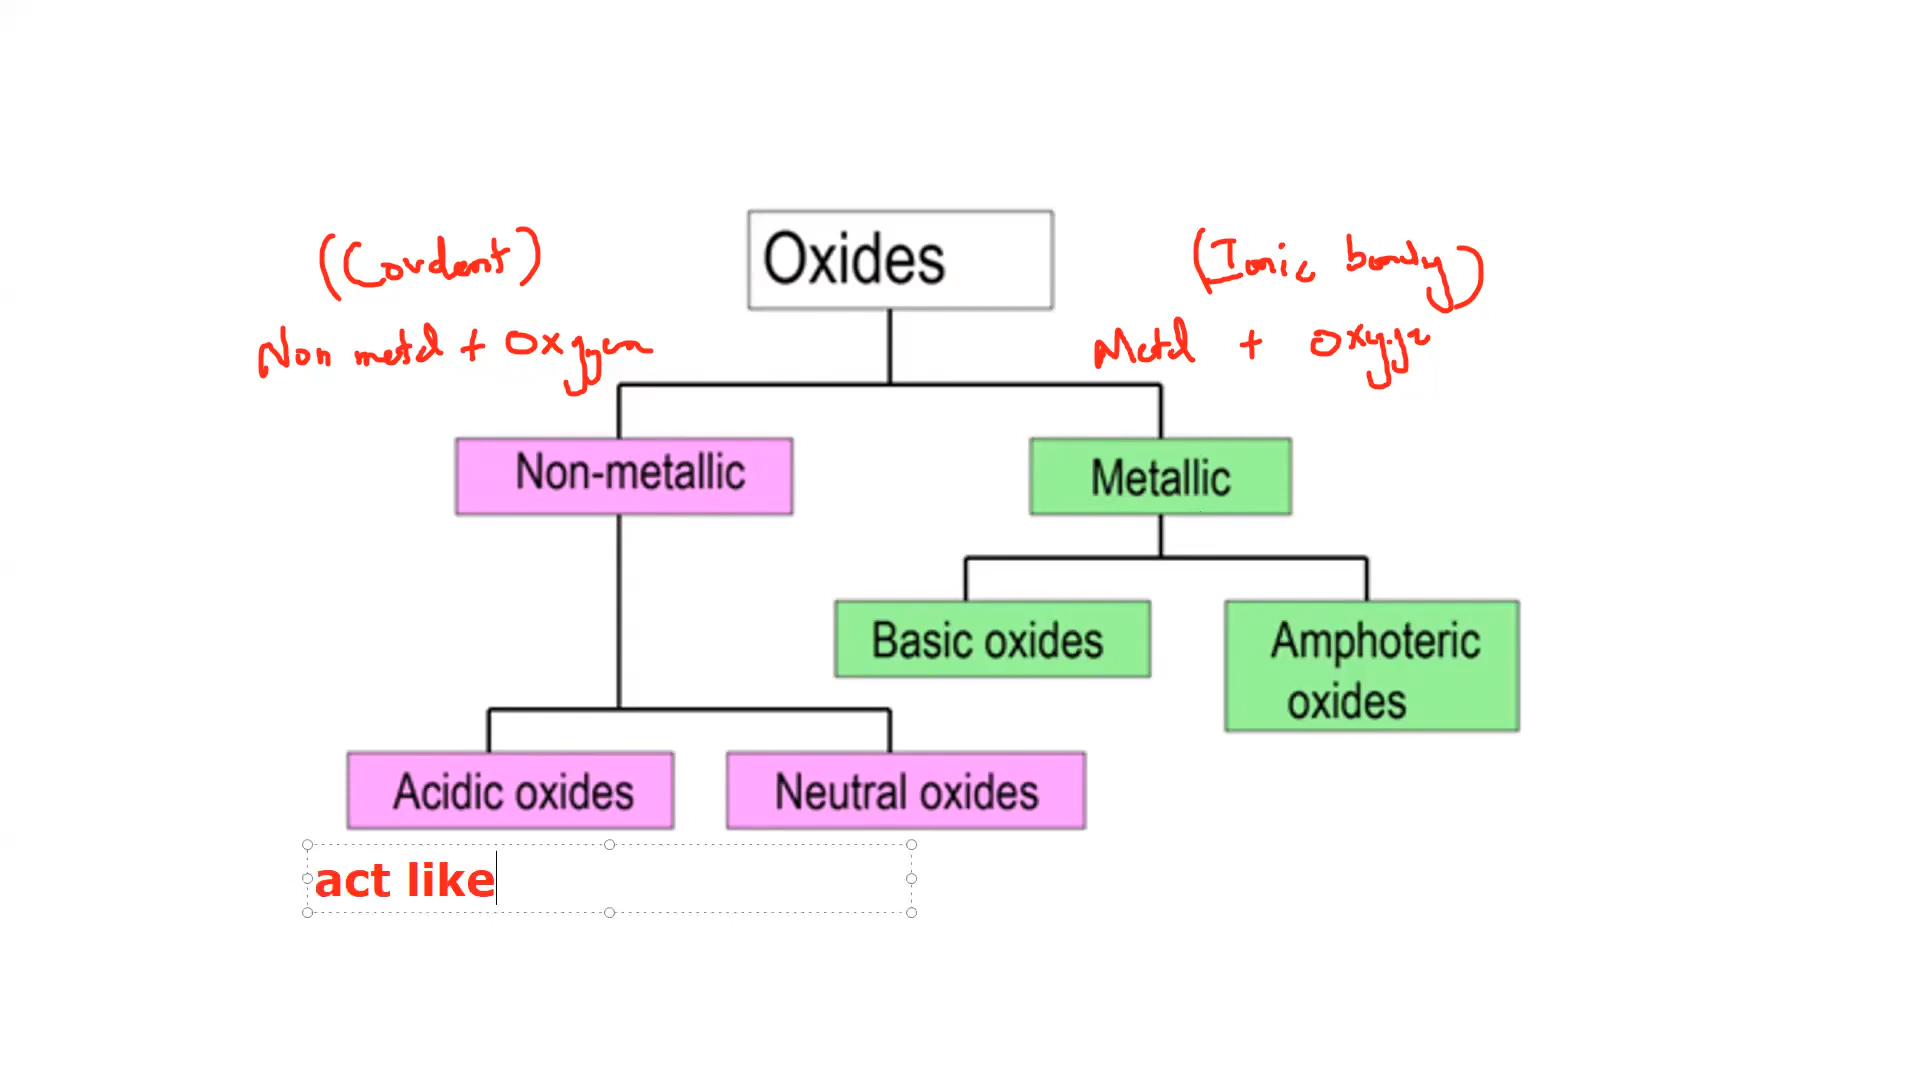 Oxides
(Covalent)
(Ionic bonding)
Non metal + Oxygen
Metal + Oxygen
Non-metallic
Metallic
Basic oxides
Amphoteric
oxides
Acidic oxides
Neutral oxides
act like